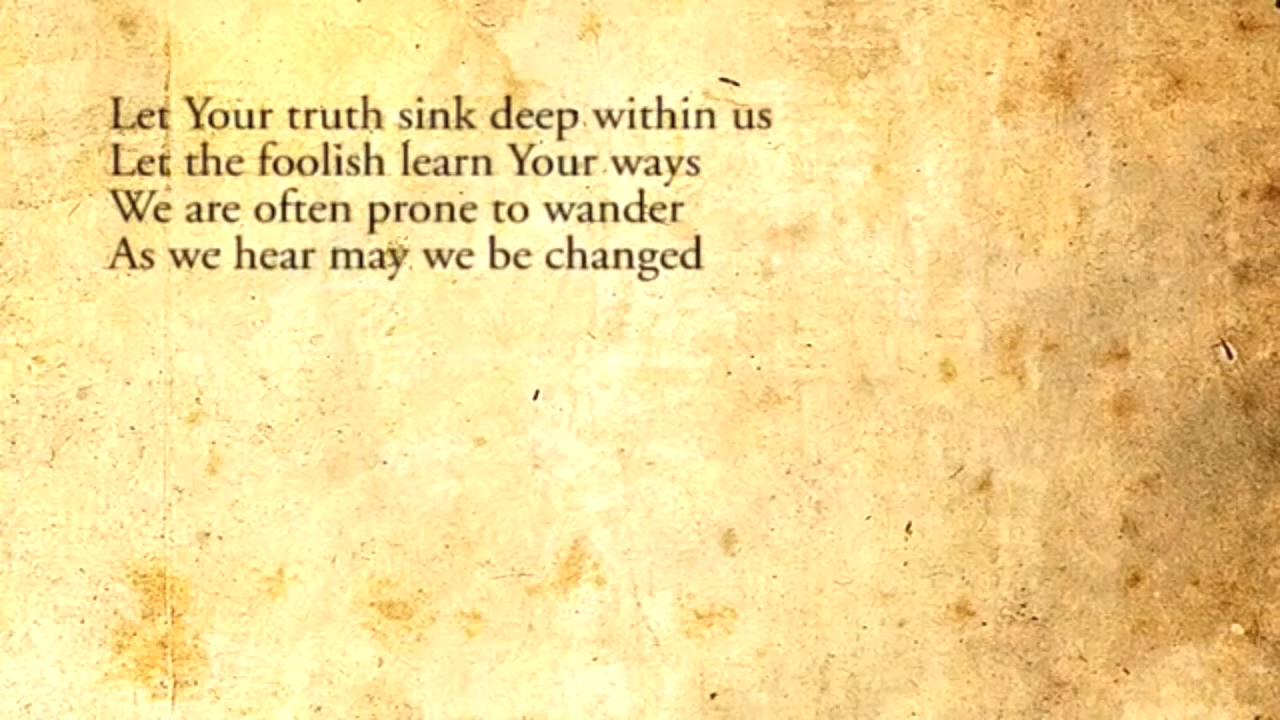 Let Your truth sink deep within us
Let the foolish learn Your ways
We are often prone to wander
As we hear may we be changed